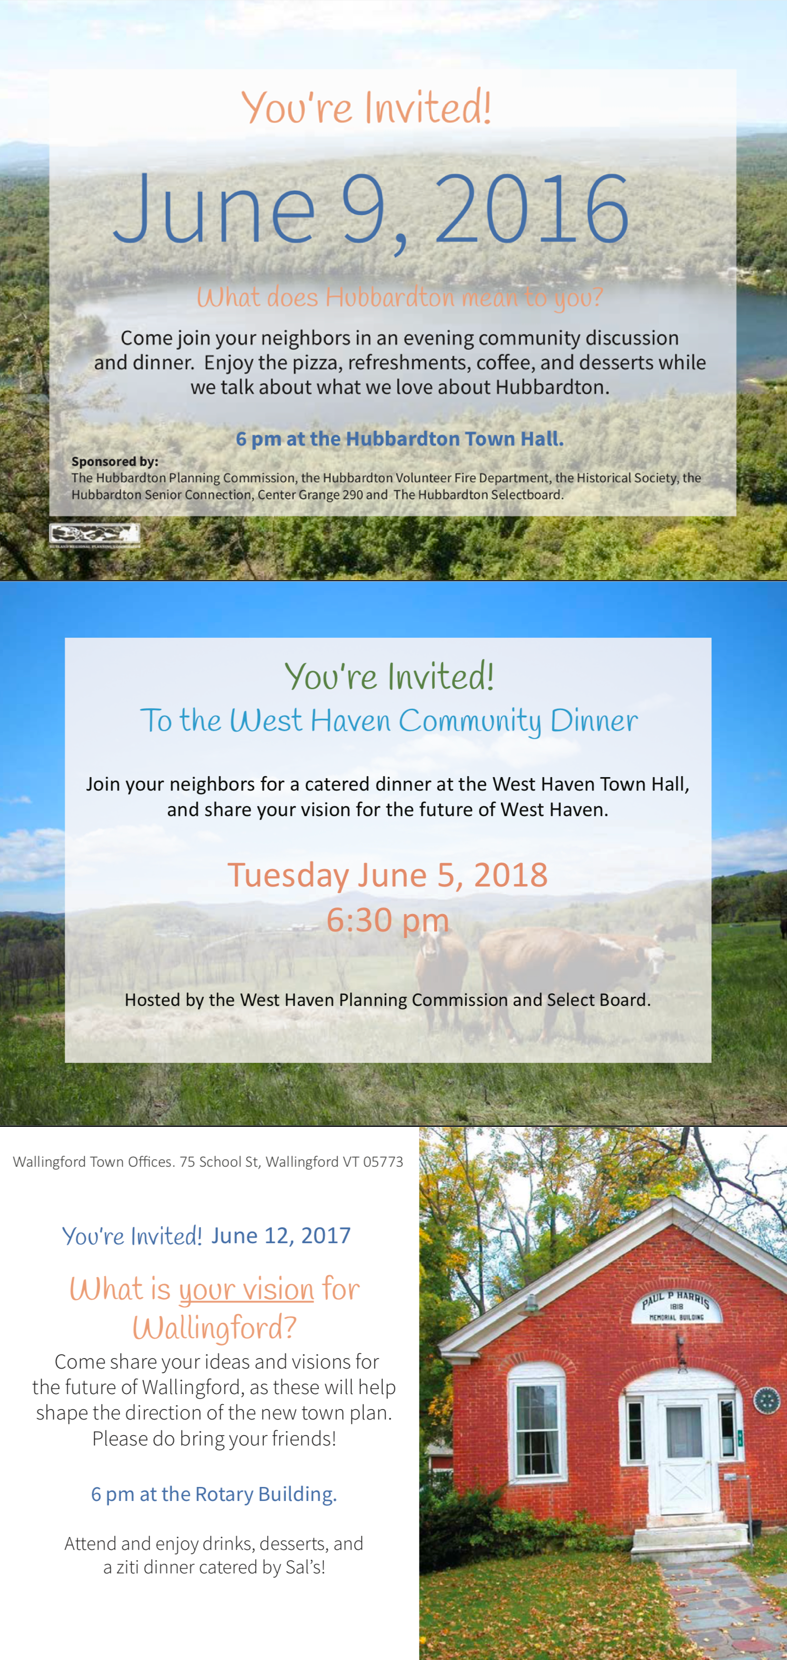 You're Invited!
June 9, 2016
What does Hubbardton mean to you?
Come join your neighbors in an evening community discussion
and dinner.  Enjoy the pizza, refreshments, coffee, and desserts while
we talk about what we love about Hubbardton.
6 pm at the Hubbardton Town Hall.
Sponsored by:
The Hubbardton Planning Commission, the Hubbardton Volunteer Fire Department, the Historical Society, the
Hubbardton Senior Connection, Center Grange 290 and  The Hubbardton Selectboard.
You're Invited!
To the West Haven Community Dinner
Join your neighbors for a catered dinner at the West Haven Town Hall,
and share your vision for the future of West Haven.
Tuesday June 5, 2018
6:30 pm
Hosted by the West Haven Planning Commission and Select Board.
Wallingford Town Offices. 75 School St, Wallingford VT 05773
You're Invited! June 12, 2017
What is your vision for
Wallingford?
Come share your ideas and visions for
the future of Wallingford, as these will help
shape the direction of the new town plan.
Please do bring your friends!
6 pm at the Rotary Building.
Attend and enjoy drinks, desserts, and
a ziti dinner catered by Sal's!
PAUL P HARRIS
1818
MEMORIAL BUILDING